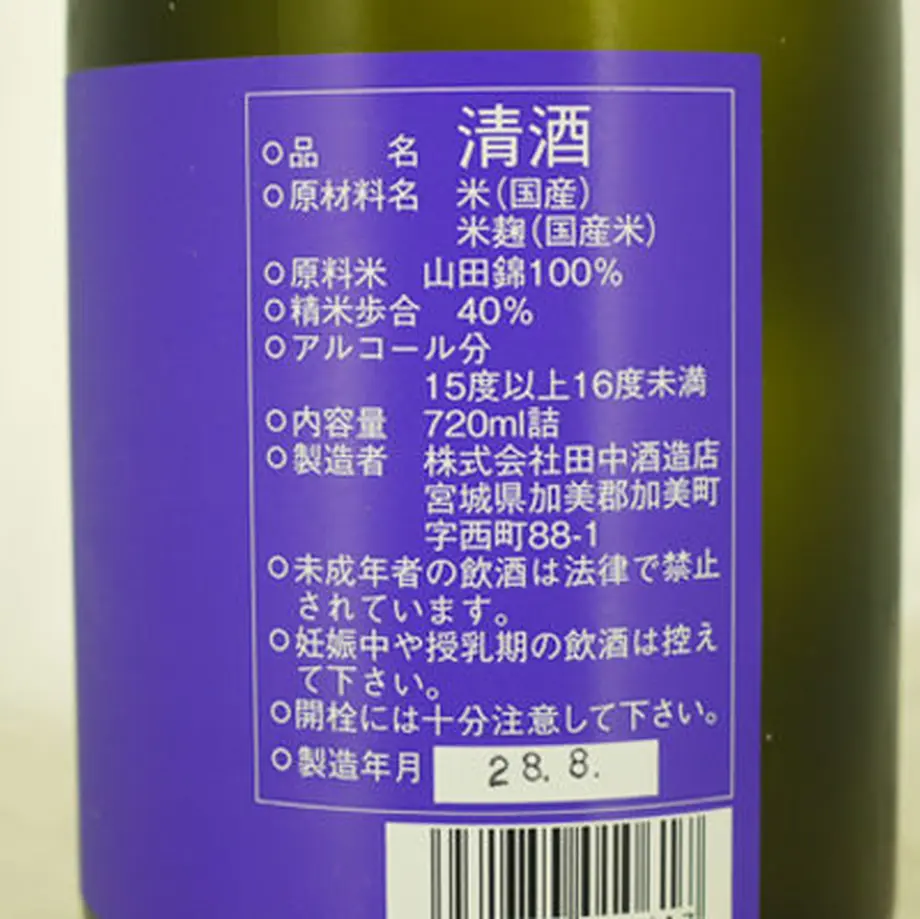 ○品　　名　清酒
○原材料名　米（国産）
米麹（国産米）
○原料米　山田錦100％
○精米歩合　40％
○アルコール分
15度以上16度未満
○内容量　720ml詰
○製造者　株式会社田中酒造店
宮城県加美郡加美町
字西町88-1
○未成年者の飲酒は法律で禁止
されています。
○妊娠中や授乳期の飲酒は控え
て下さい。
○開栓には十分注意して下さい。
○製造年月　28.8.